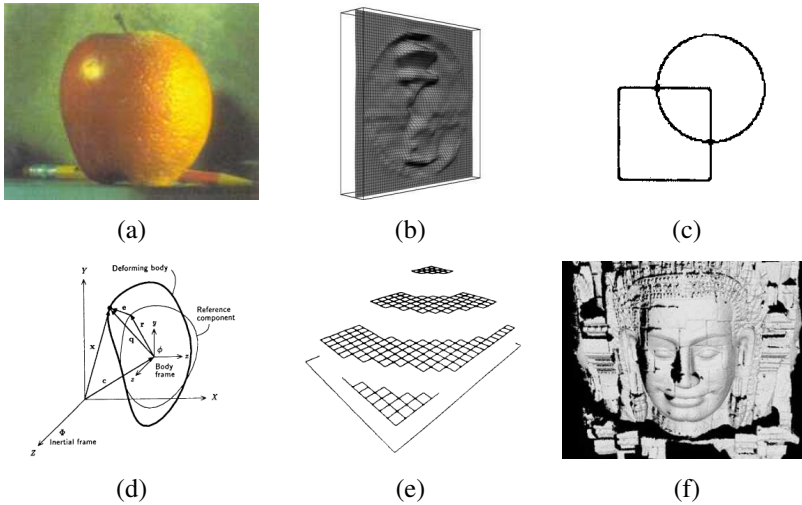 (a)
(b)
(c)
Y
Deforming body
Reference
component
e
r
y
x
q
ϕ
z
Body
frame
z
c
X
Φ
Inertial frame
Z
(d)
(e)
(f)